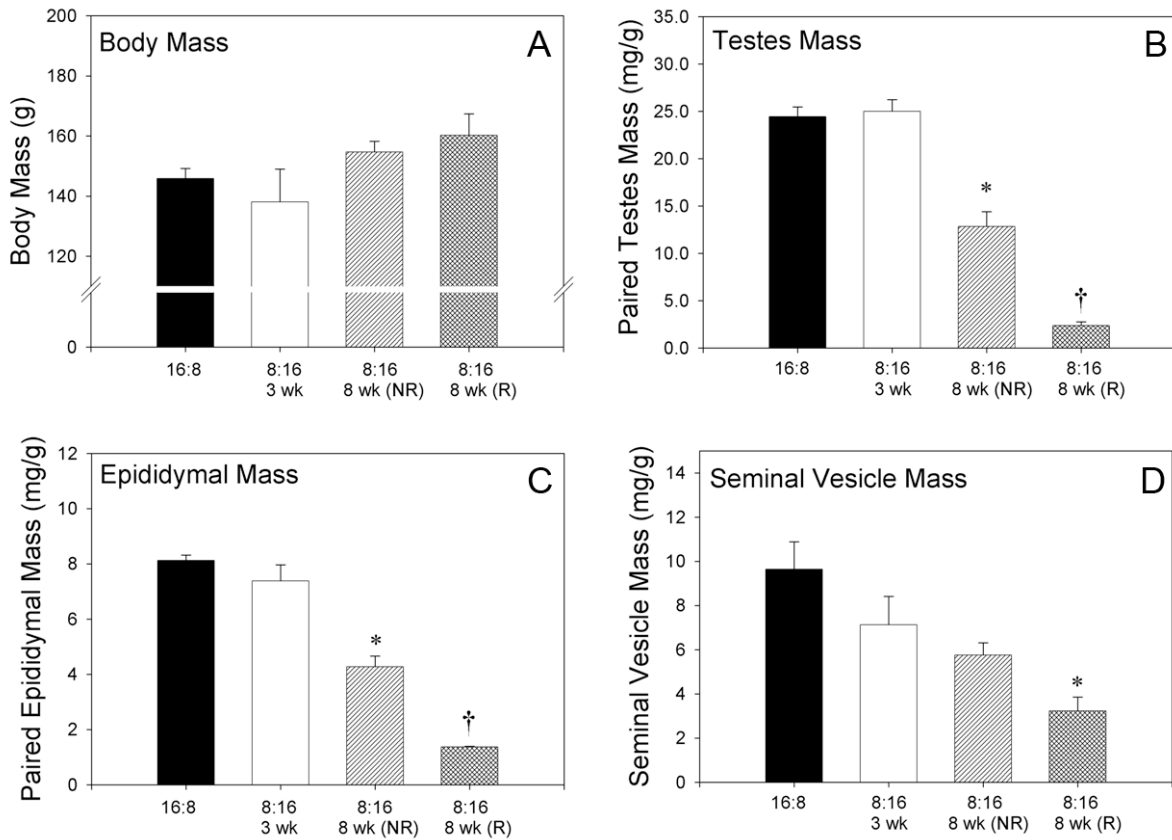 Body Mass
A
Body Mass (g)
200
180
160
140
120
0
16:8
8:16
3 wk
8:16
8 wk (NR)
8:16
8 wk (R)
Testes Mass
B
Paired Testes Mass (mg/g)
35.0
30.0
25.0
20.0
15.0
10.0
5.0
0.0
*
†
16:8
8:16
3 wk
8:16
8 wk (NR)
8:16
8 wk (R)
Epididymal Mass
C
Paired Epididymal Mass (mg/g)
12
10
8
6
4
2
0
*
†
16:8
8:16
3 wk
8:16
8 wk (NR)
8:16
8 wk (R)
Seminal Vesicle Mass
D
Seminal Vesicle Mass (mg/g)
14
12
10
8
6
4
2
0
*
16:8
8:16
3 wk
8:16
8 wk (NR)
8:16
8 wk (R)